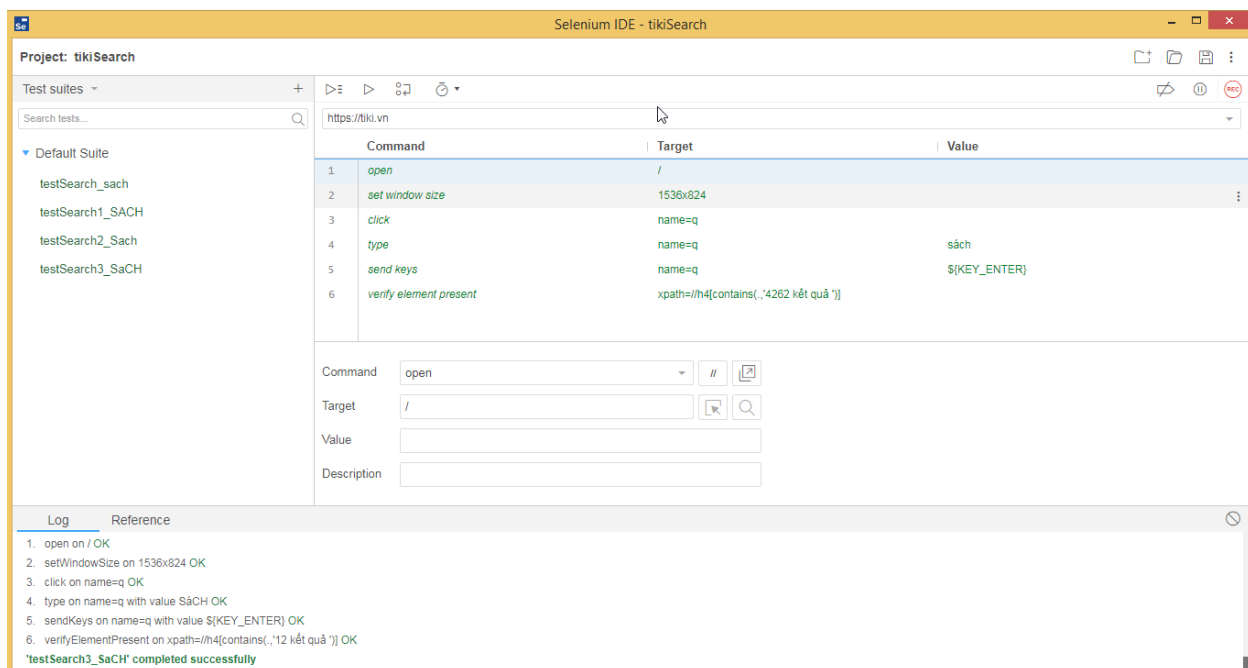 Se Selenium IDE - tikiSearch
Project: tikiSearch
Test suites +
REC
Search tests...
https://tiki.vn
Command Target Value
Default Suite
testSearch_sach
testSearch1_SACH
testSearch2_Sach
testSearch3_SaCH
1 open /
2 set window size 1536x824
3 click name=q
4 type name=q sách
5 send keys name=q ${KEY_ENTER}
6 verify element present xpath=//h4[contains(.,'4262 kết quả ')]
Command open //
Target /
Value
Description
Log Reference
1. open on / OK
2. setWindowSize on 1536x824 OK
3. click on name=q OK
4. type on name=q with value SáCH OK
5. sendKeys on name=q with value ${KEY_ENTER} OK
6. verifyElementPresent on xpath=//h4[contains(.,'12 kết quả ')] OK
'testSearch3_SaCH' completed successfully